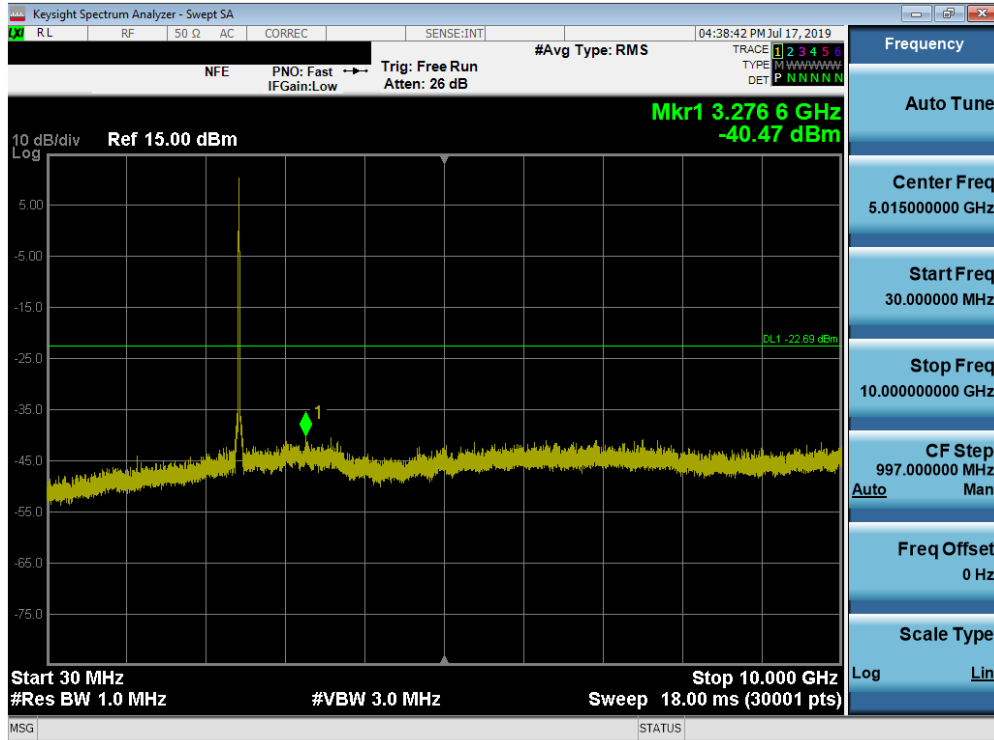 Keysight Spectrum Analyzer - Swept SA
LXI RL RF 50 Ω AC CORREC SENSE:INT 04:38:42 PM Jul 17, 2019
#Avg Type: RMS TRACE 1 2 3 4 5 6
NFE PNO: Fast Trig: Free Run TYPE M WWWWW
IFGain:Low Atten: 26 dB DET P N N N N N
Mkr1 3.276 6 GHz
-40.47 dBm
10 dB/div Ref 15.00 dBm
Log
5.00
-5.00
-15.0
DL1 -22.69 dBm
-25.0
-35.0
1
-45.0
-55.0
-65.0
-75.0
Start 30 MHz Stop 10.000 GHz
#Res BW 1.0 MHz #VBW 3.0 MHz Sweep 18.00 ms (30001 pts)
MSG STATUS
Frequency
Auto Tune
Center Freq
5.015000000 GHz
Start Freq
30.000000 MHz
Stop Freq
10.000000000 GHz
CF Step
997.000000 MHz
Auto Man
Freq Offset
0 Hz
Scale Type
Log Lin